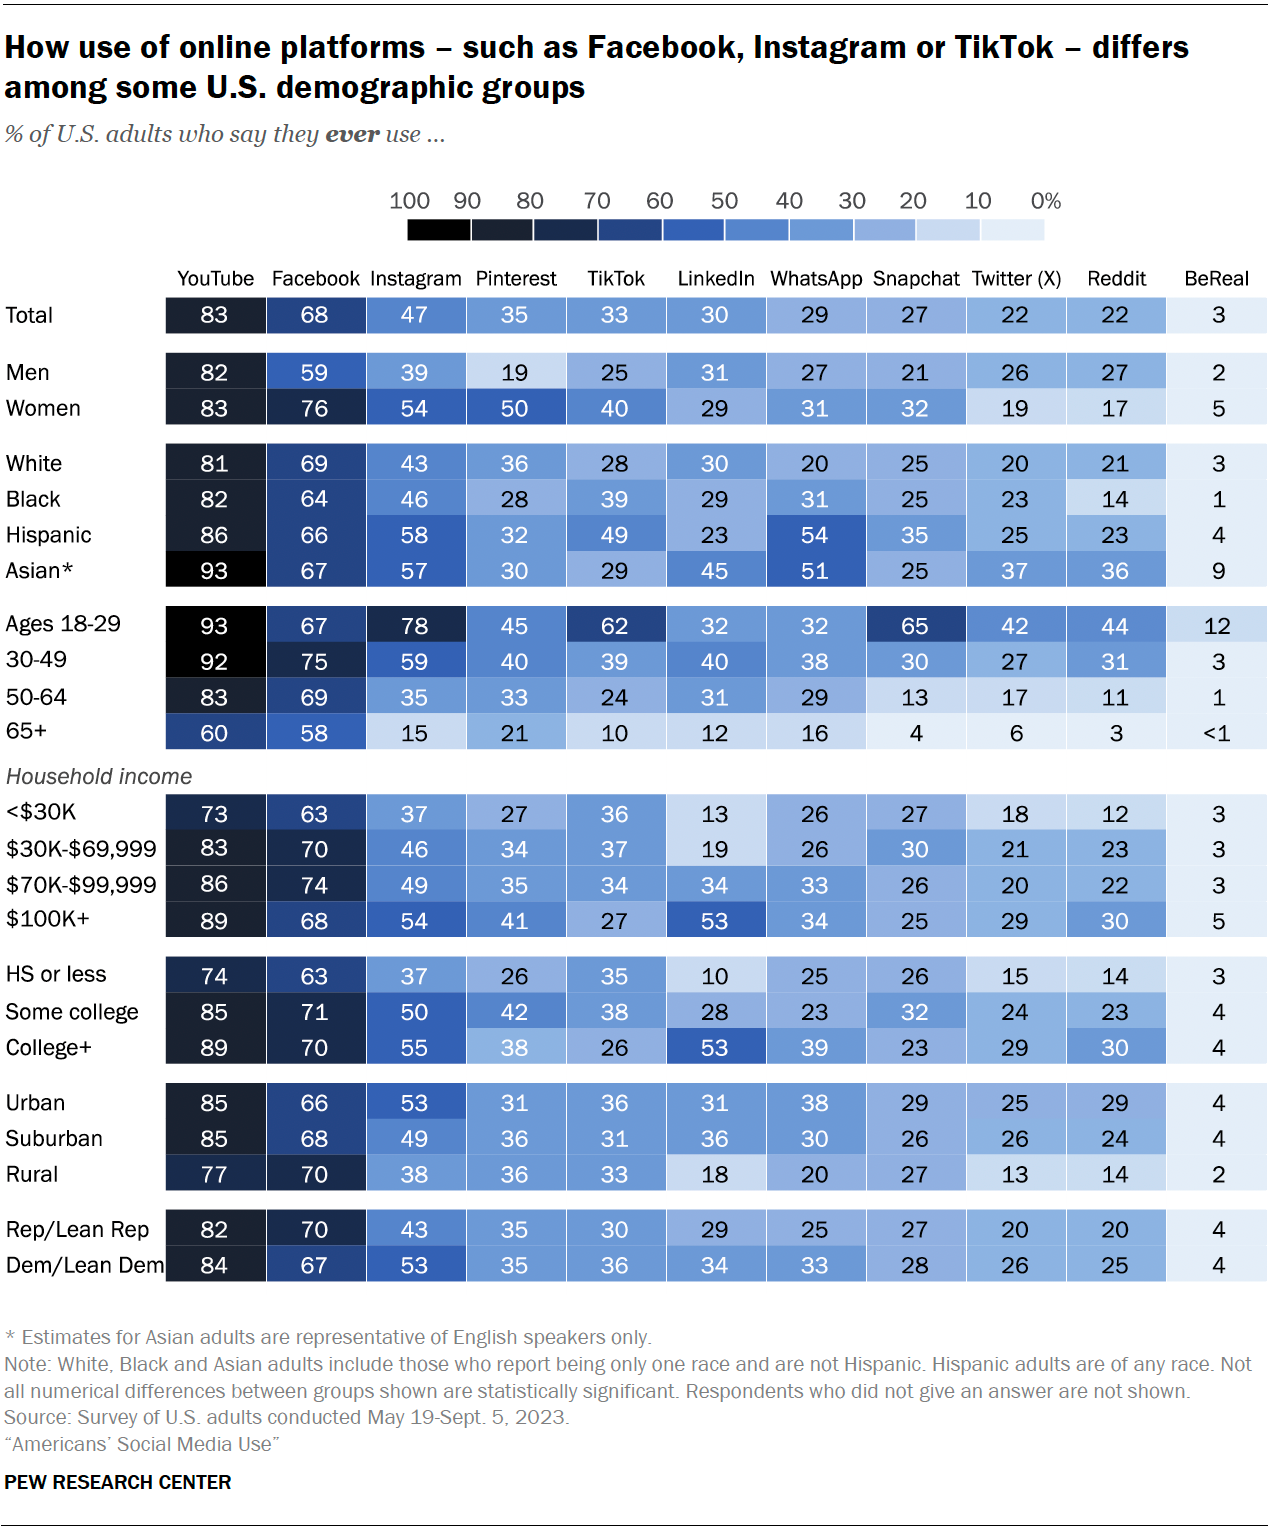 How use of online platforms – such as Facebook, Instagram or TikTok – differs
among some U.S. demographic groups
% of U.S. adults who say they ever use ...
100 90 80 70 60 50 40 30 20 10 0%
YouTube Facebook Instagram Pinterest TikTok LinkedIn WhatsApp Snapchat Twitter (X) Reddit BeReal
Total 83 68 47 35 33 30 29 27 22 22 3
Men 82 59 39 19 25 31 27 21 26 27 2
Women 83 76 54 50 40 29 31 32 19 17 5
White 81 69 43 36 28 30 20 25 20 21 3
Black 82 64 46 28 39 29 31 25 23 14 1
Hispanic 86 66 58 32 49 23 54 35 25 23 4
Asian* 93 67 57 30 29 45 51 25 37 36 9
Ages 18-29 93 67 78 45 62 32 32 65 42 44 12
30-49 92 75 59 40 39 40 38 30 27 31 3
50-64 83 69 35 33 24 31 29 13 17 11 1
65+ 60 58 15 21 10 12 16 4 6 3 <1
Household income
<$30K 73 63 37 27 36 13 26 27 18 12 3
$30K-$69,999 83 70 46 34 37 19 26 30 21 23 3
$70K-$99,999 86 74 49 35 34 34 33 26 20 22 3
$100K+ 89 68 54 41 27 53 34 25 29 30 5
HS or less 74 63 37 26 35 10 25 26 15 14 3
Some college 85 71 50 42 38 28 23 32 24 23 4
College+ 89 70 55 38 26 53 39 23 29 30 4
Urban 85 66 53 31 36 31 38 29 25 29 4
Suburban 85 68 49 36 31 36 30 26 26 24 4
Rural 77 70 38 36 33 18 20 27 13 14 2
Rep/Lean Rep 82 70 43 35 30 29 25 27 20 20 4
Dem/Lean Dem 84 67 53 35 36 34 33 28 26 25 4
* Estimates for Asian adults are representative of English speakers only.
Note: White, Black and Asian adults include those who report being only one race and are not Hispanic. Hispanic adults are of any race. Not
all numerical differences between groups shown are statistically significant. Respondents who did not give an answer are not shown.
Source: Survey of U.S. adults conducted May 19-Sept. 5, 2023.
“Americans’ Social Media Use”
PEW RESEARCH CENTER